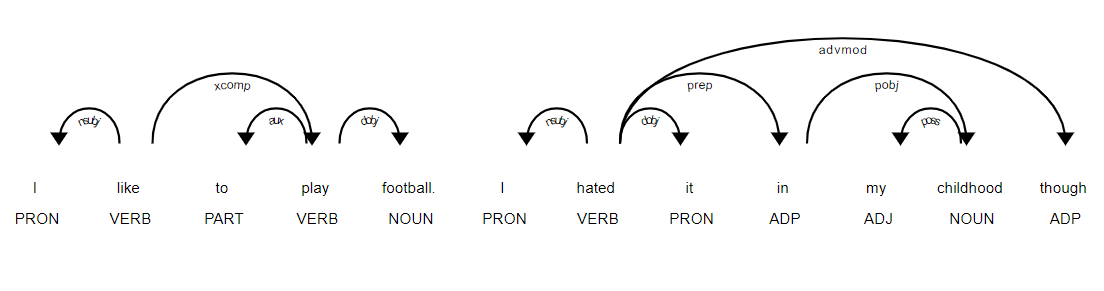 advmod
xcomp prep pobj
nsubj aux dobj nsubj dobj poss
I like to play football. I hated it in my childhood though
PRON VERB PART VERB NOUN PRON VERB PRON ADP ADJ NOUN ADP